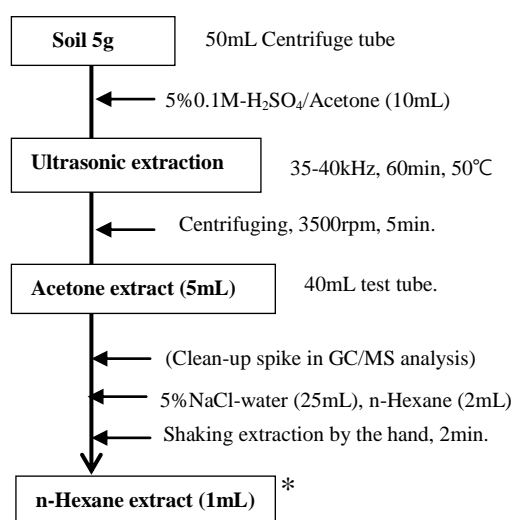 Soil 5g
50mL Centrifuge tube
5%0.1M-H₂SO₄/Acetone (10mL)
Ultrasonic extraction
35-40kHz, 60min, 50℃
Centrifuging, 3500rpm, 5min.
Acetone extract (5mL)
40mL test tube.
(Clean-up spike in GC/MS analysis)
5%NaCl-water (25mL), n-Hexane (2mL)
Shaking extraction by the hand, 2min.
n-Hexane extract (1mL) *